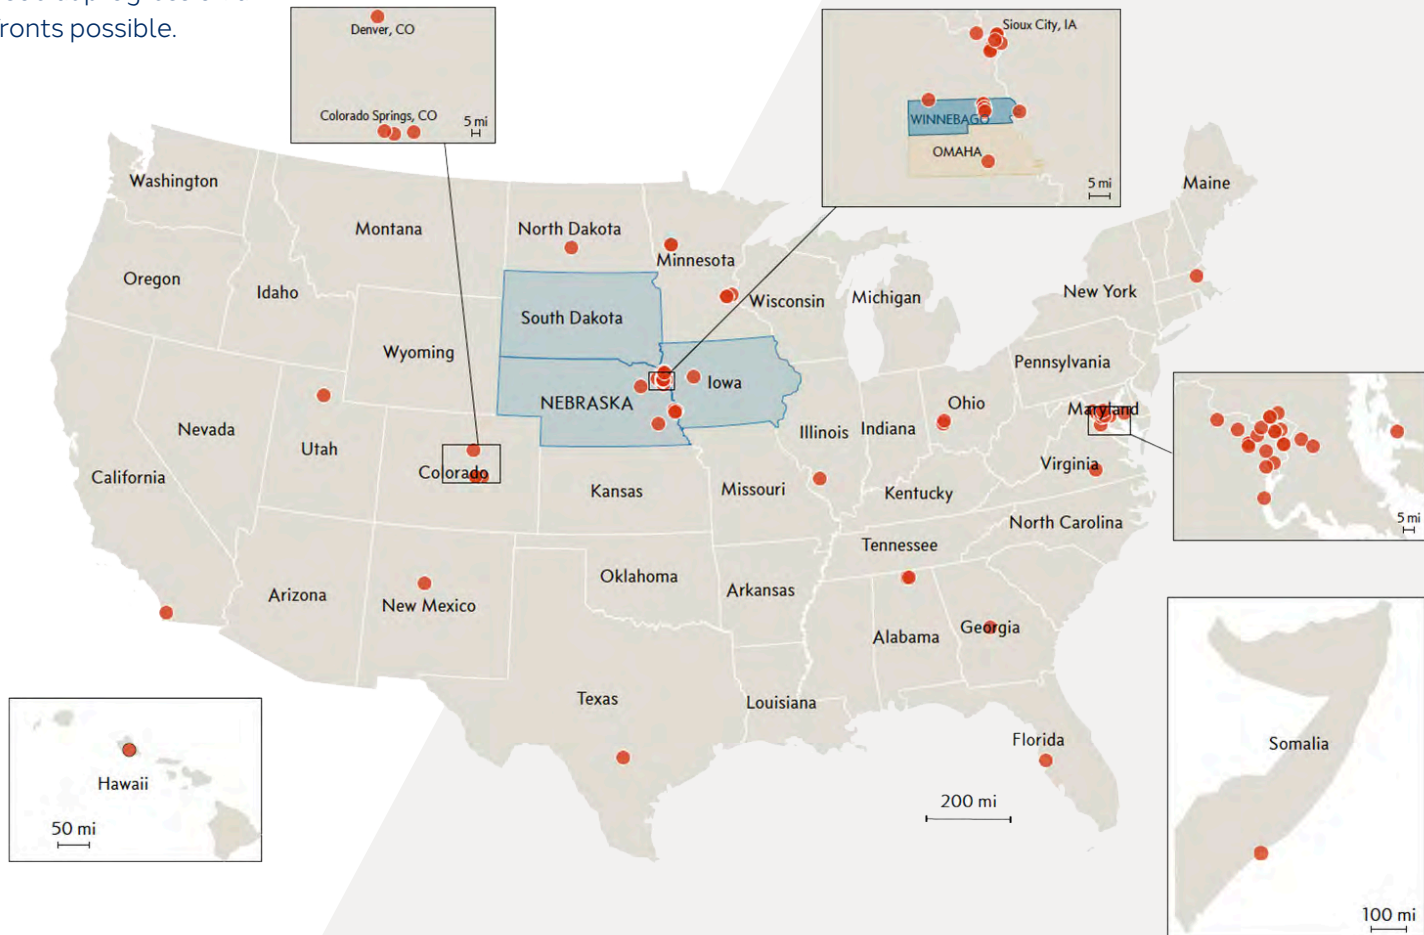 fronts possible.
Denver, CO
Colorado Springs, CO
5 mi
Sioux City, IA
WINNEBAGO
OMAHA
5 mi
Washington
Montana
North Dakota
Minnesota
Maine
Oregon
Idaho
Wisconsin
Michigan
New York
South Dakota
Wyoming
Pennsylvania
Iowa
NEBRASKA
Ohio
Maryland
Nevada
Utah
Illinois
Indiana
California
Colorado
Kansas
Missouri
Kentucky
Virginia
5 mi
North Carolina
Tennessee
Arizona
New Mexico
Oklahoma
Arkansas
Alabama
Georgia
Texas
Louisiana
Florida
Somalia
Hawaii
200 mi
50 mi
100 mi